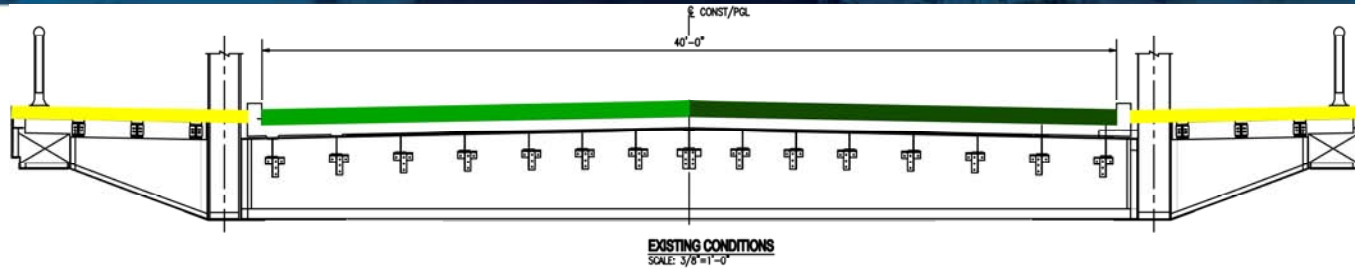 ℄ CONST/PGL
40'-0"
EXISTING CONDITIONS
SCALE: 3/8"=1'-0"